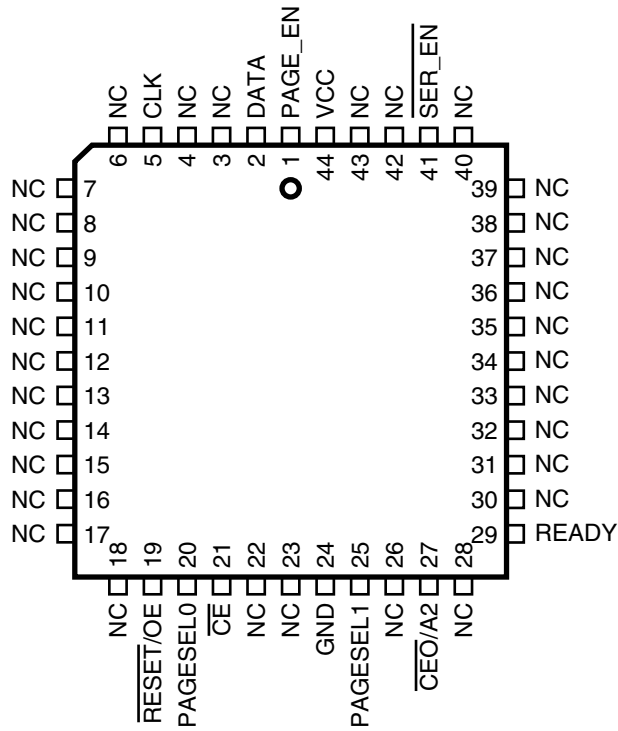 NC
CLK
NC
NC
DATA
PAGE_EN
VCC
NC
NC
SER_EN
NC
6
5
4
3
2
1
44
43
42
41
40
NC 7
NC 8
NC 9
NC 10
NC 11
NC 12
NC 13
NC 14
NC 15
NC 16
NC 17
39 NC
38 NC
37 NC
36 NC
35 NC
34 NC
33 NC
32 NC
31 NC
30 NC
29 READY
18
19
20
21
22
23
24
25
26
27
28
NC
RESET/OE
PAGESEL0
CE
NC
NC
GND
PAGESEL1
NC
CEO/A2
NC